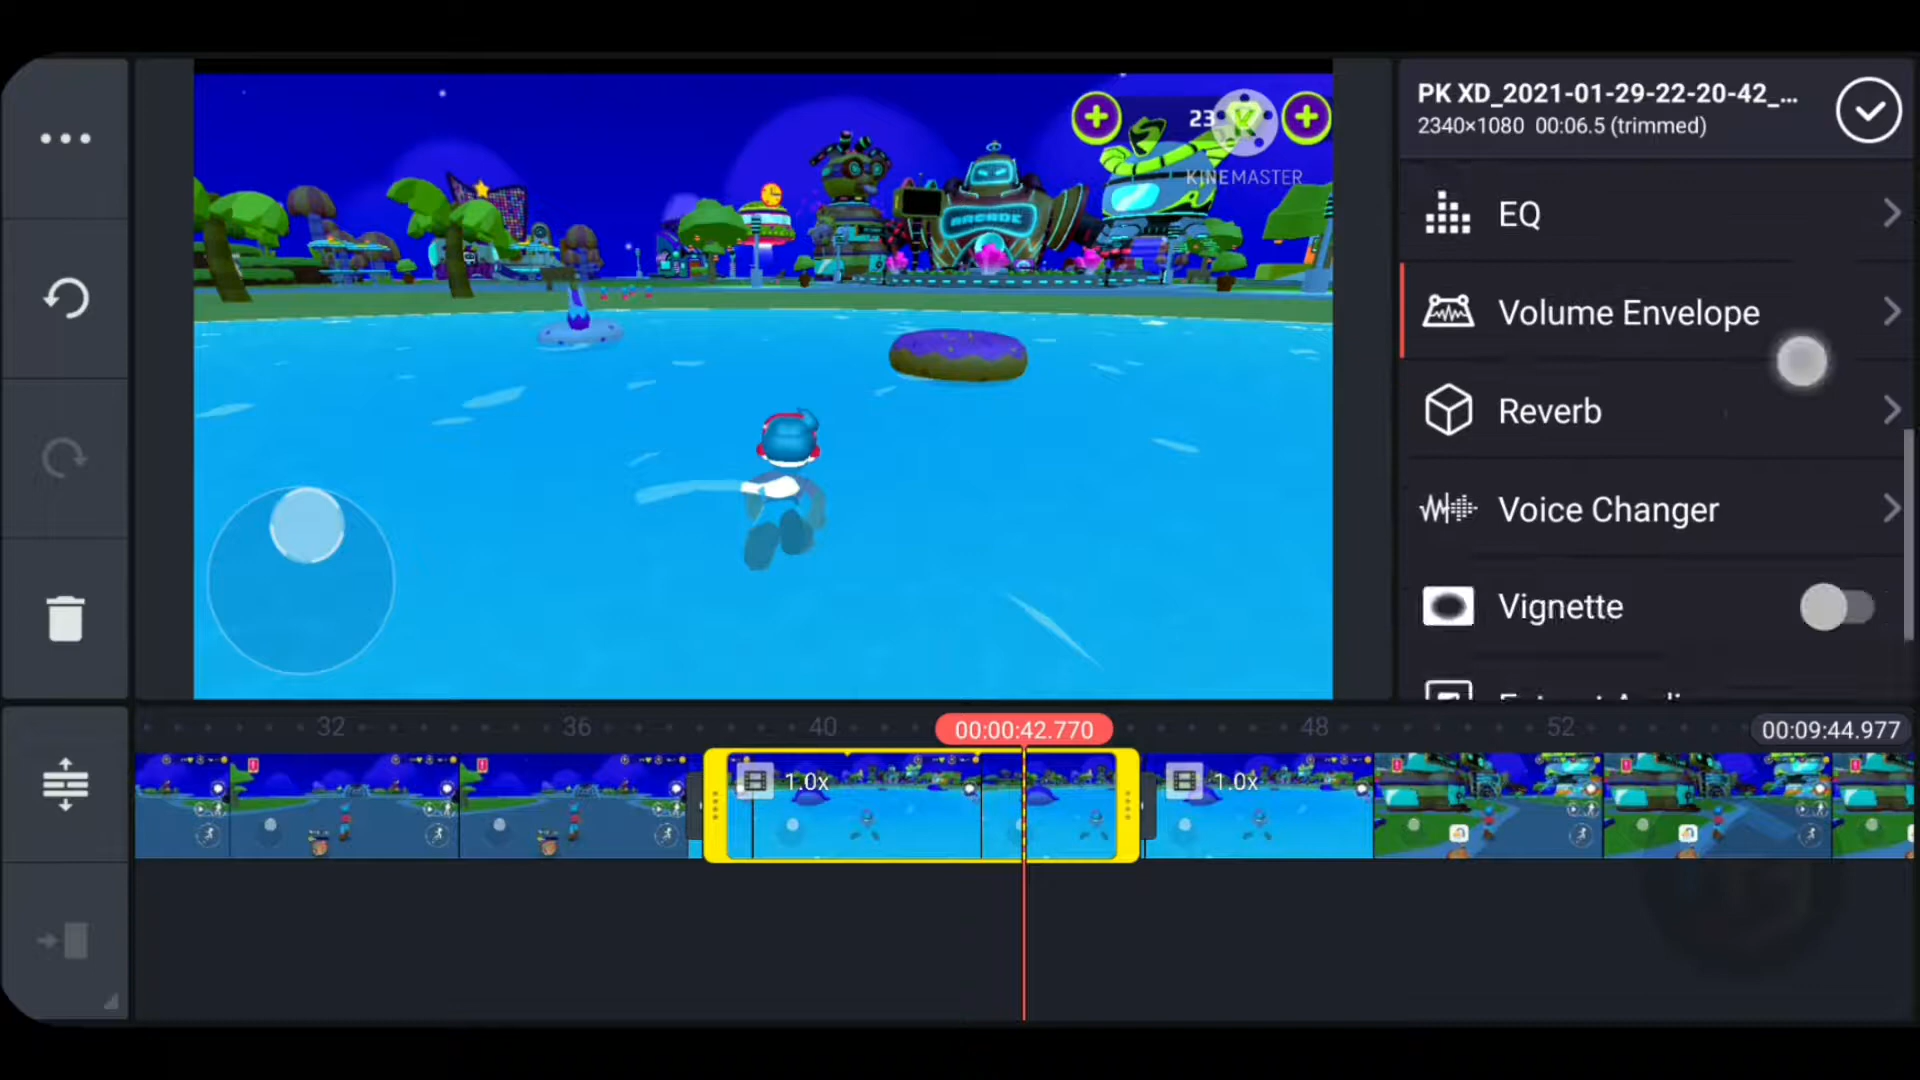 PK XD_2021-01-29-22-20-42_...
2340×1080 00:06.5 (trimmed)
23
KINEMASTER
ARCADE
EQ
Volume Envelope
Reverb
Voice Changer
Vignette
32
36
40
00:00:42.770
48
52
00:09:44.977
1.0x
1.0x